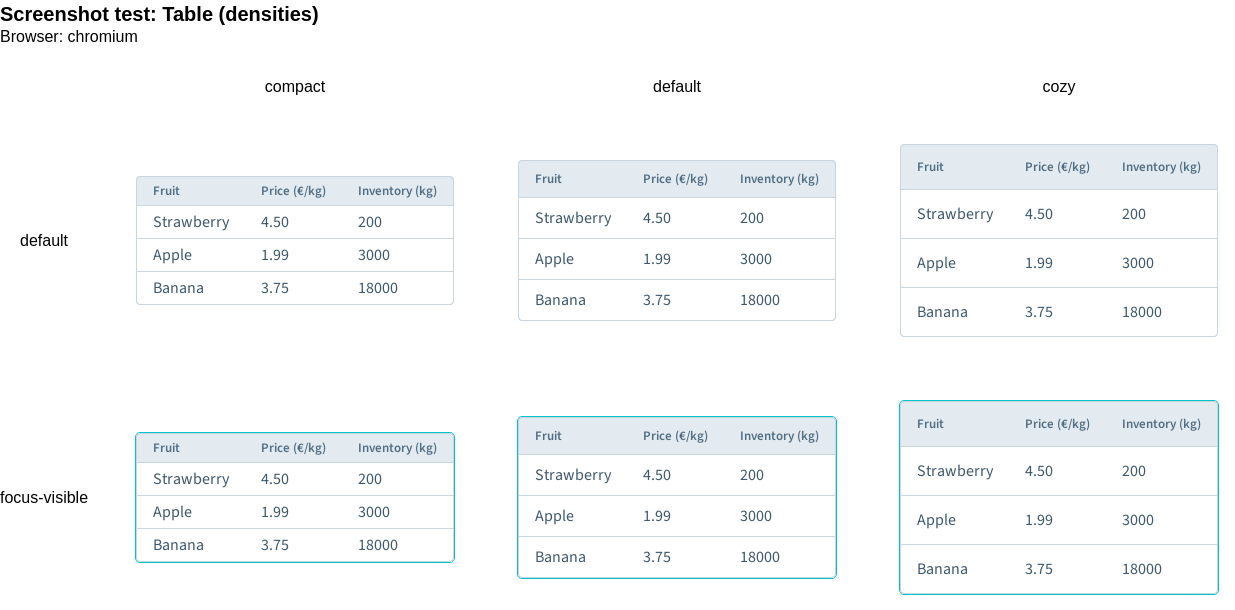 Screenshot test: Table (densities)
Browser: chromium
compact default cozy
default
Fruit Price (€/kg) Inventory (kg)
Strawberry 4.50 200
Apple 1.99 3000
Banana 3.75 18000
Fruit Price (€/kg) Inventory (kg)
Strawberry 4.50 200
Apple 1.99 3000
Banana 3.75 18000
Fruit Price (€/kg) Inventory (kg)
Strawberry 4.50 200
Apple 1.99 3000
Banana 3.75 18000
focus-visible
Fruit Price (€/kg) Inventory (kg)
Strawberry 4.50 200
Apple 1.99 3000
Banana 3.75 18000
Fruit Price (€/kg) Inventory (kg)
Strawberry 4.50 200
Apple 1.99 3000
Banana 3.75 18000
Fruit Price (€/kg) Inventory (kg)
Strawberry 4.50 200
Apple 1.99 3000
Banana 3.75 18000